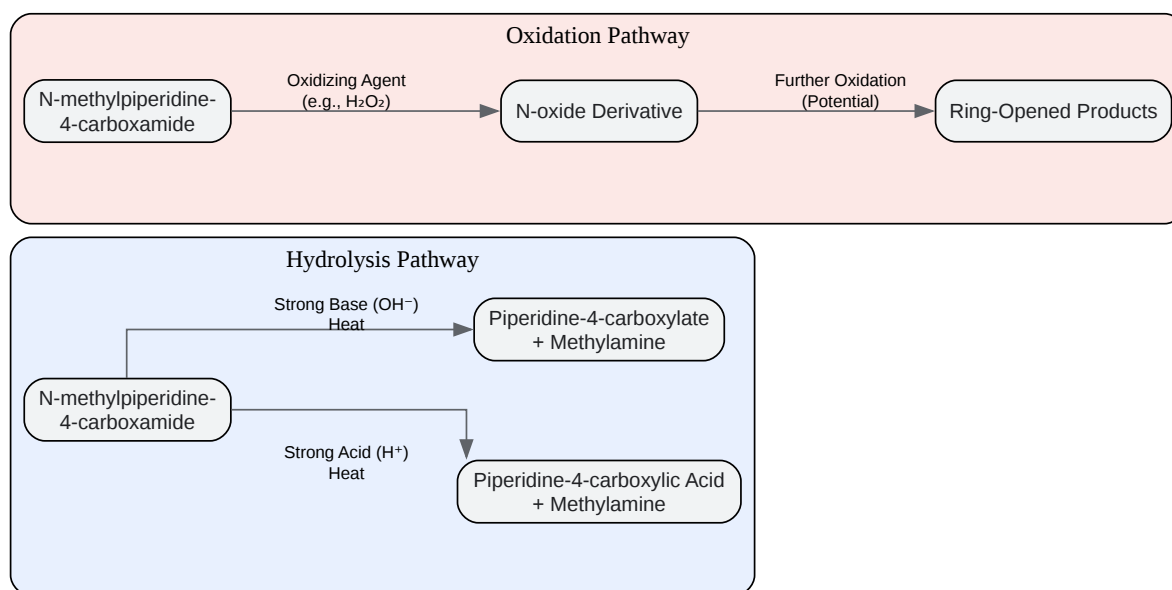 Oxidation Pathway
N-methylpiperidine-
4-carboxamide
Oxidizing Agent
(e.g., H₂O₂)
N-oxide Derivative
Further Oxidation
(Potential)
Ring-Opened Products
Hydrolysis Pathway
Strong Base (OH⁻)
Heat
Piperidine-4-carboxylate
+ Methylamine
N-methylpiperidine-
4-carboxamide
Strong Acid (H⁺)
Heat
Piperidine-4-carboxylic Acid
+ Methylamine